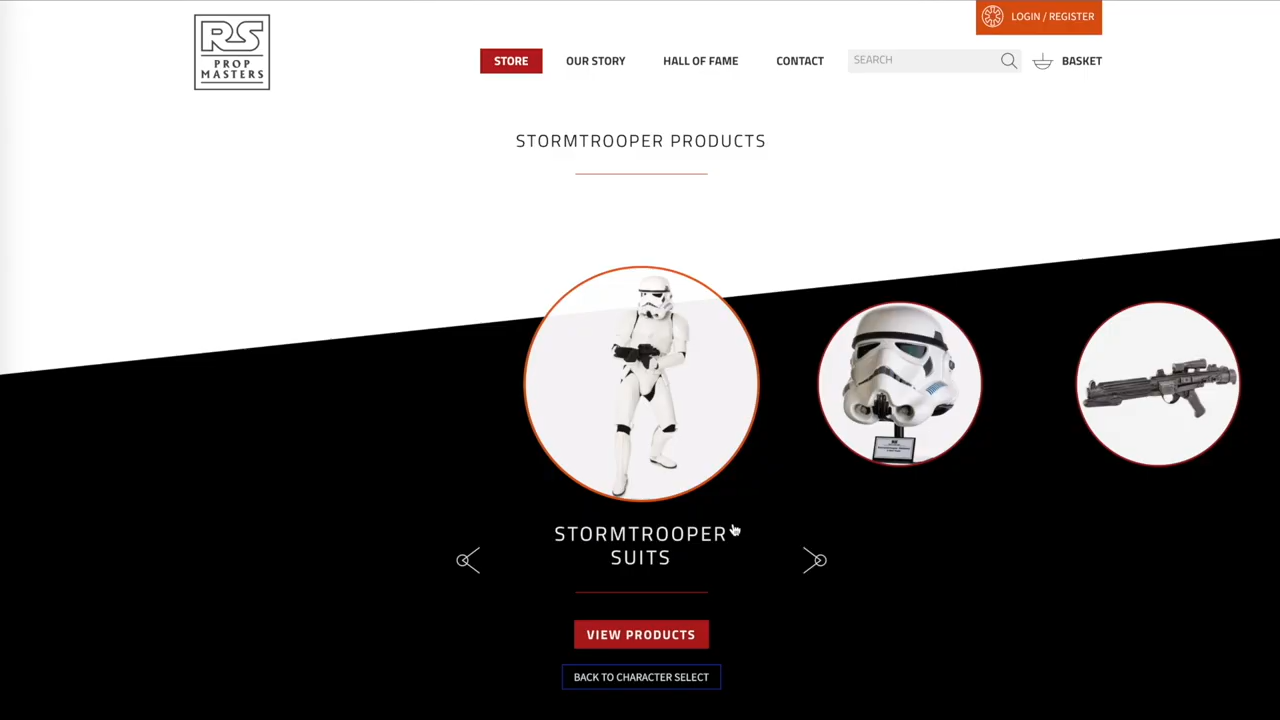 LOGIN / REGISTER
RS
PROP
MASTERS
STORE
OUR STORY
HALL OF FAME
CONTACT
SEARCH
BASKET
STORMTROOPER PRODUCTS
STORMTROOPER
SUITS
VIEW PRODUCTS
BACK TO CHARACTER SELECT